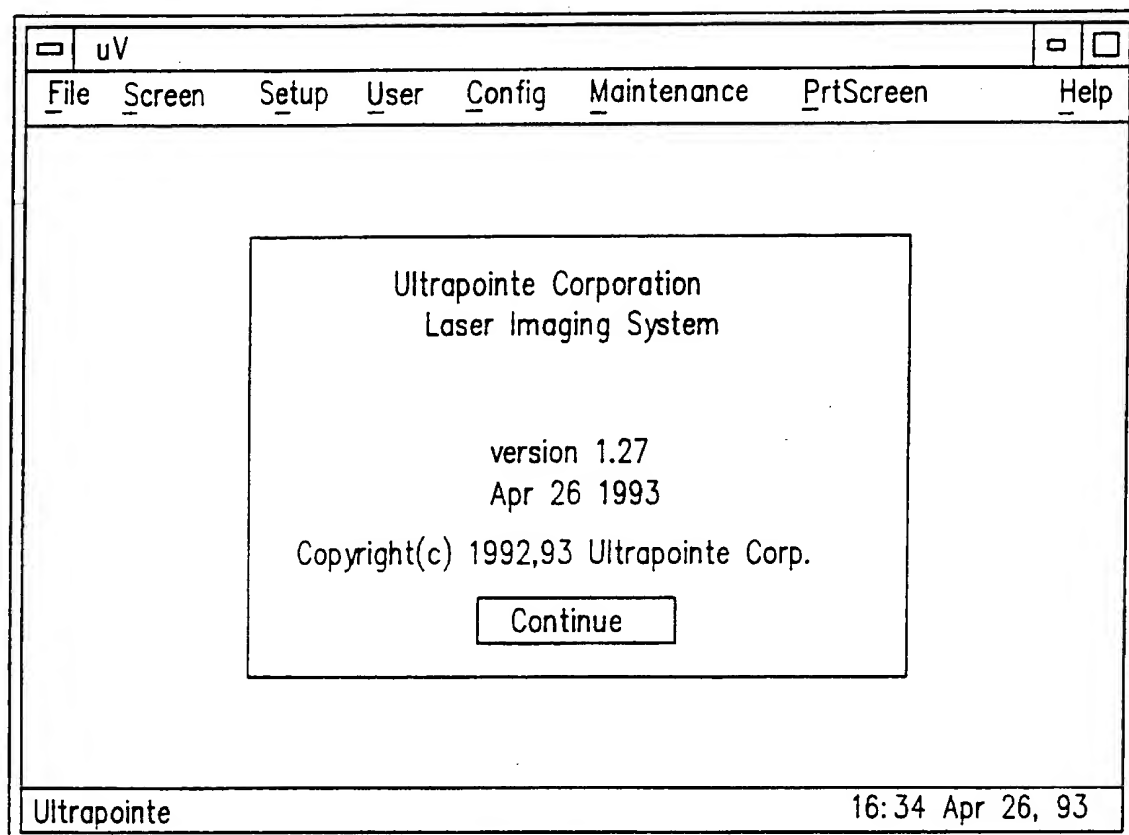 uV
File Screen Setup User Config Maintenance PrtScreen Help
Ultrapointe Corporation
Laser Imaging System
version 1.27
Apr 26 1993
Copyright(c) 1992,93 Ultrapointe Corp.
Continue
Ultrapointe 16:34 Apr 26, 93